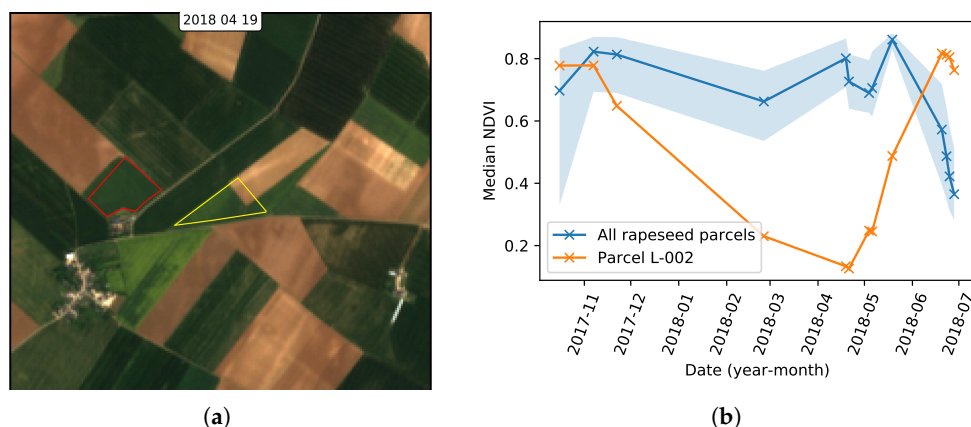 2018 04 19
(a)
Median NDVI
0.8
0.6
0.4
0.2
All rapeseed parcels
Parcel L-002
2017-11
2017-12
2018-01
2018-02
2018-03
2018-04
2018-05
2018-06
2018-07
Date (year-month)
(b)